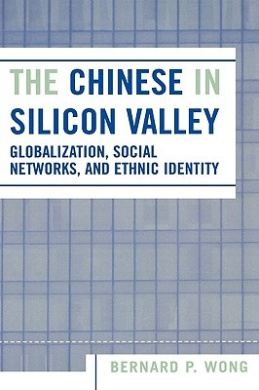 THE CHINESE IN
SILICON VALLEY
GLOBALIZATION, SOCIAL
NETWORKS, AND ETHNIC IDENTITY
BERNARD P. WONG